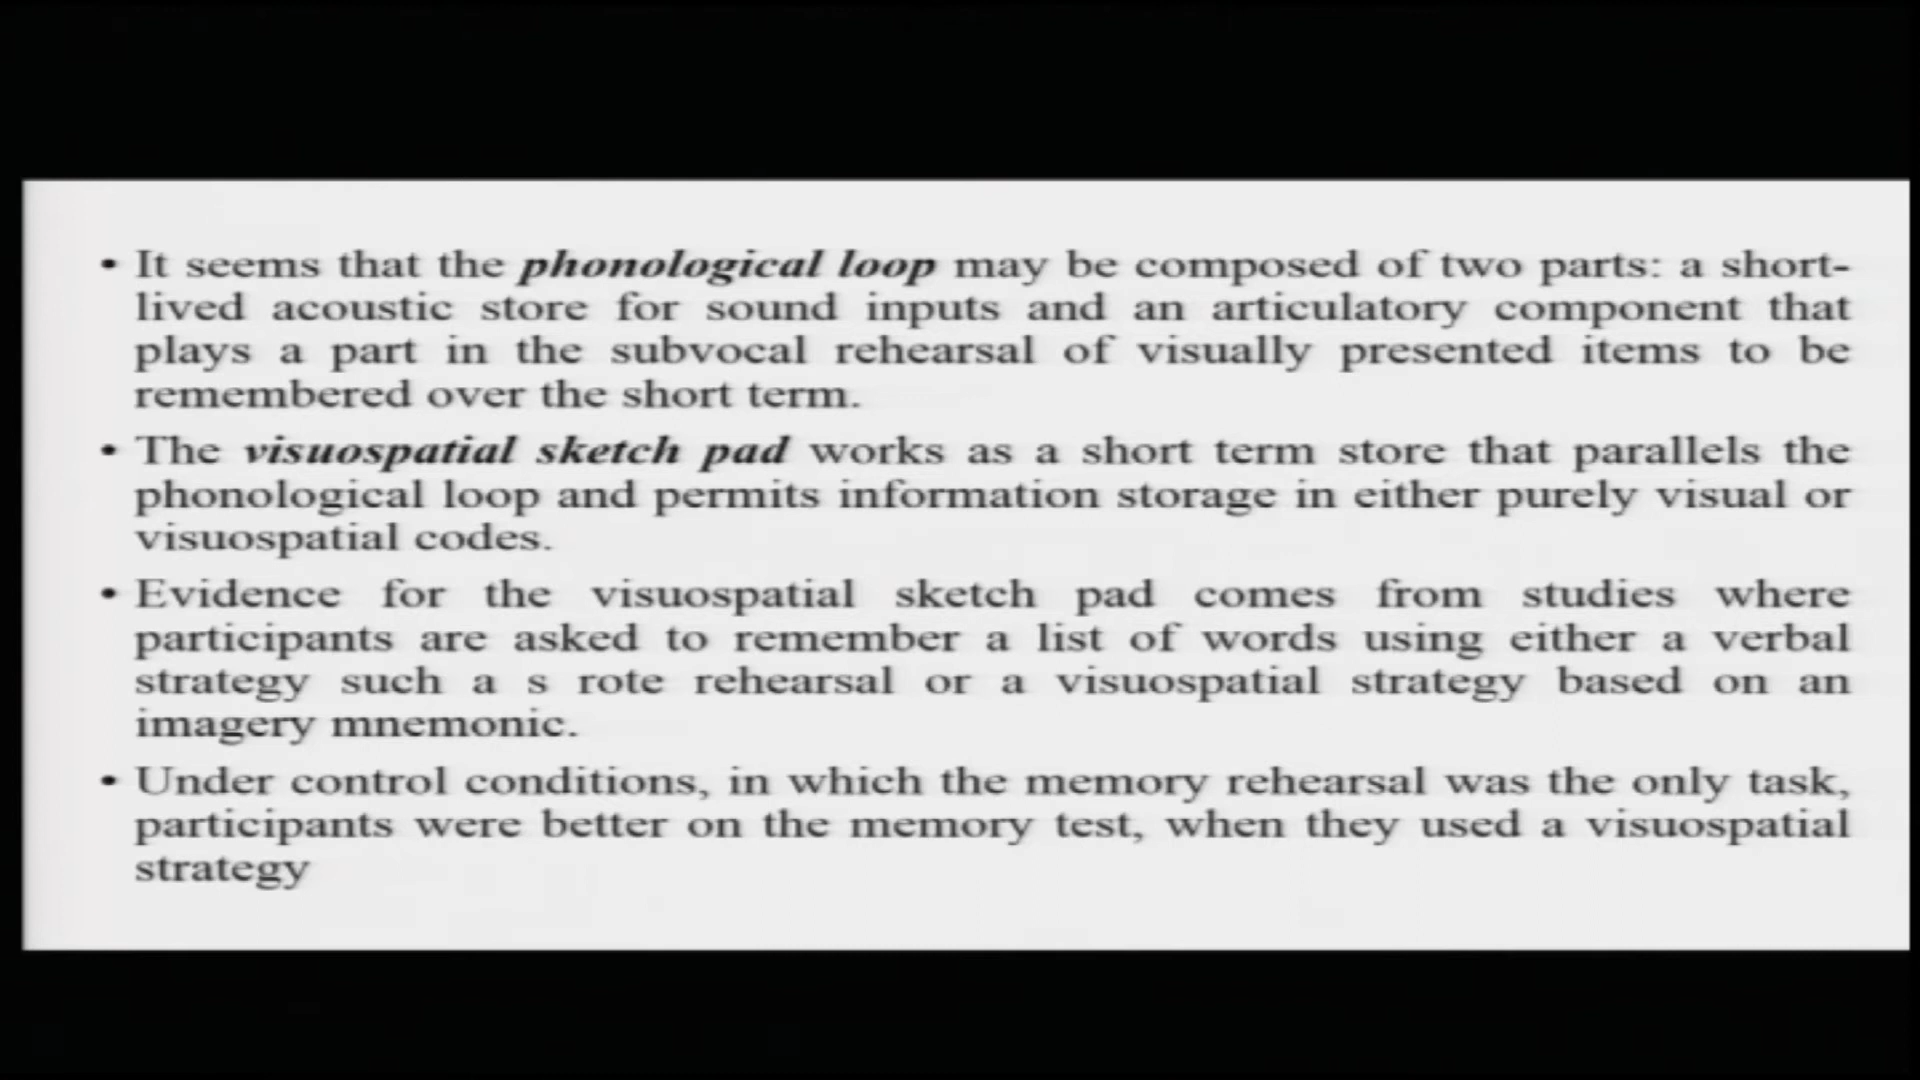 • It seems that the phonological loop may be composed of two parts: a short-
lived acoustic store for sound inputs and an articulatory component that
plays a part in the subvocal rehearsal of visually presented items to be
remembered over the short term.
• The visuospatial sketch pad works as a short term store that parallels the
phonological loop and permits information storage in either purely visual or
visuospatial codes.
• Evidence for the visuospatial sketch pad comes from studies where
participants are asked to remember a list of words using either a verbal
strategy such a s rote rehearsal or a visuospatial strategy based on an
imagery mnemonic.
• Under control conditions, in which the memory rehearsal was the only task,
participants were better on the memory test, when they used a visuospatial
strategy